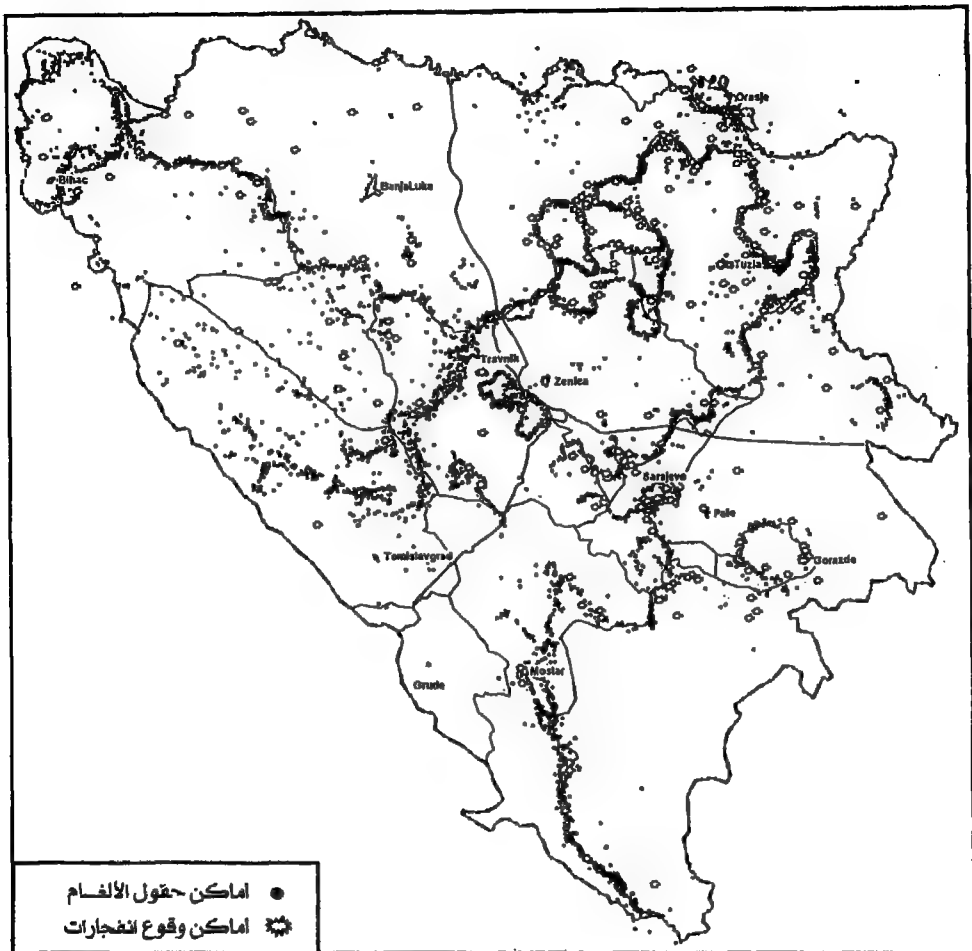 Orasje
Bihac
BanjaLuka
Tuzla
Travnik
Zenica
Sarajevo
Pale
Tomislavgrad
Gorazde
Mostar
Grude
اماكن حقول الألغام
اماكن وقوع انفجارات